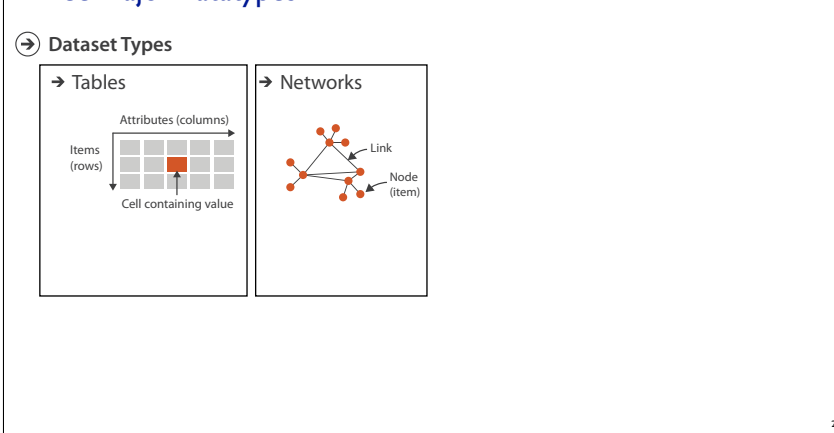 Dataset Types
Tables
Attributes (columns)
Items
(rows)
Cell containing value
Networks
Link
Node
(item)